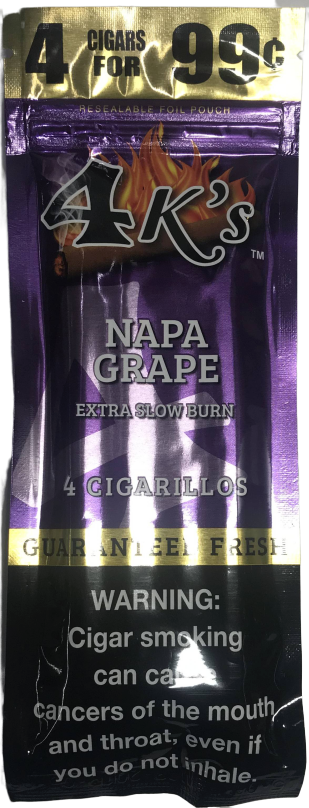 4 CIGARS FOR 99¢
RESEALABLE FOIL POUCH
4K's™
NAPA
GRAPE
EXTRA SLOW BURN
4 CIGARILLOS
GUARANTEED FRESH
WARNING:
Cigar smoking
can cause
cancers of the mouth
and throat, even if
you do not inhale.